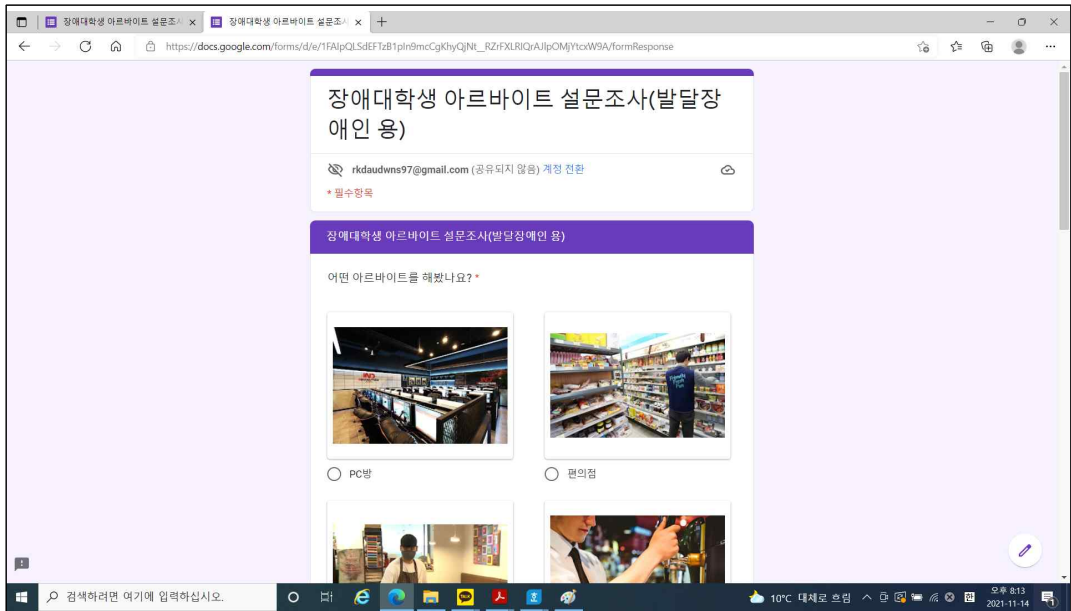 장애대학생 아르바이트 설문조사
장애대학생 아르바이트 설문조사
https://docs.google.com/forms/d/e/1FAIpQLSdEFTzB1pIn9mcCgKhyQjNt_RZrFXLRIQrAJlpOMjYtcxW9A/formResponse
장애대학생 아르바이트 설문조사(발달장
애인 용)
rkdaudwns97@gmail.com (공유되지 않음) 계정 전환
* 필수항목
장애대학생 아르바이트 설문조사(발달장애인 용)
어떤 아르바이트를 해봤나요? *
PC방
편의점
검색하려면 여기에 입력하십시오.
TALK
10°C 대체로 흐림
한
오후 8:13
2021-11-14